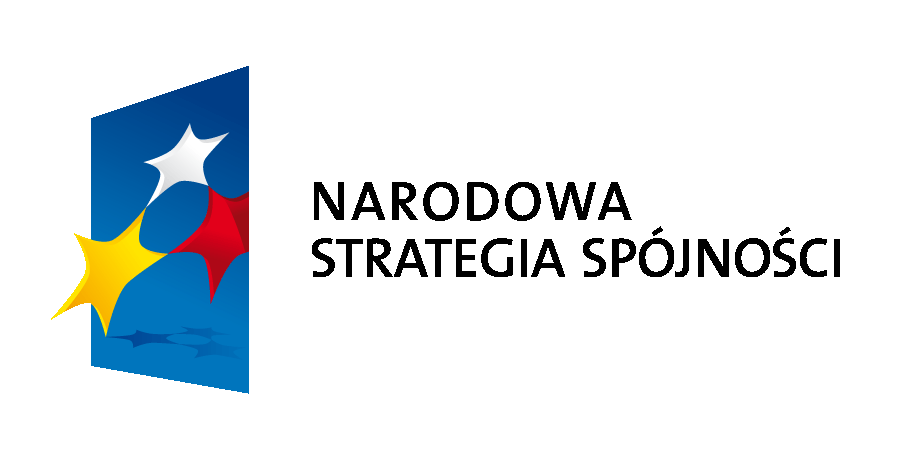 NARODOWA
STRATEGIA SPÓJNOŚCI